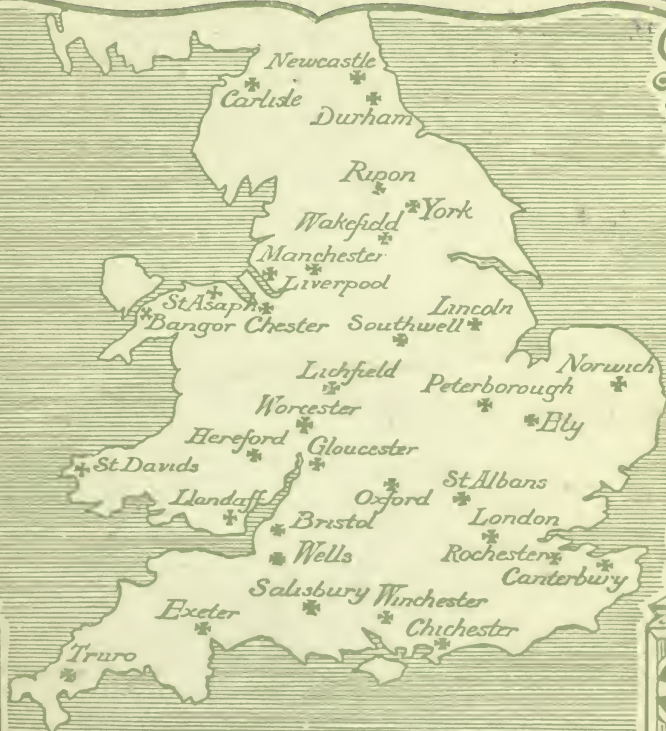 Newcastle
Carlisle
Durham
Ripon
York
Wakefield
Manchester
Liverpool
St Asaph
Bangor Chester
Southwell
Lincoln
Norwich
Lichfield
Peterborough
Worcester
Ely
Hereford
Gloucester
St Davids
Oxford
St Albans
Llandaff
Bristol
London
Wells
Rochester
Canterbury
Salisbury
Winchester
Exeter
Chichester
Truro